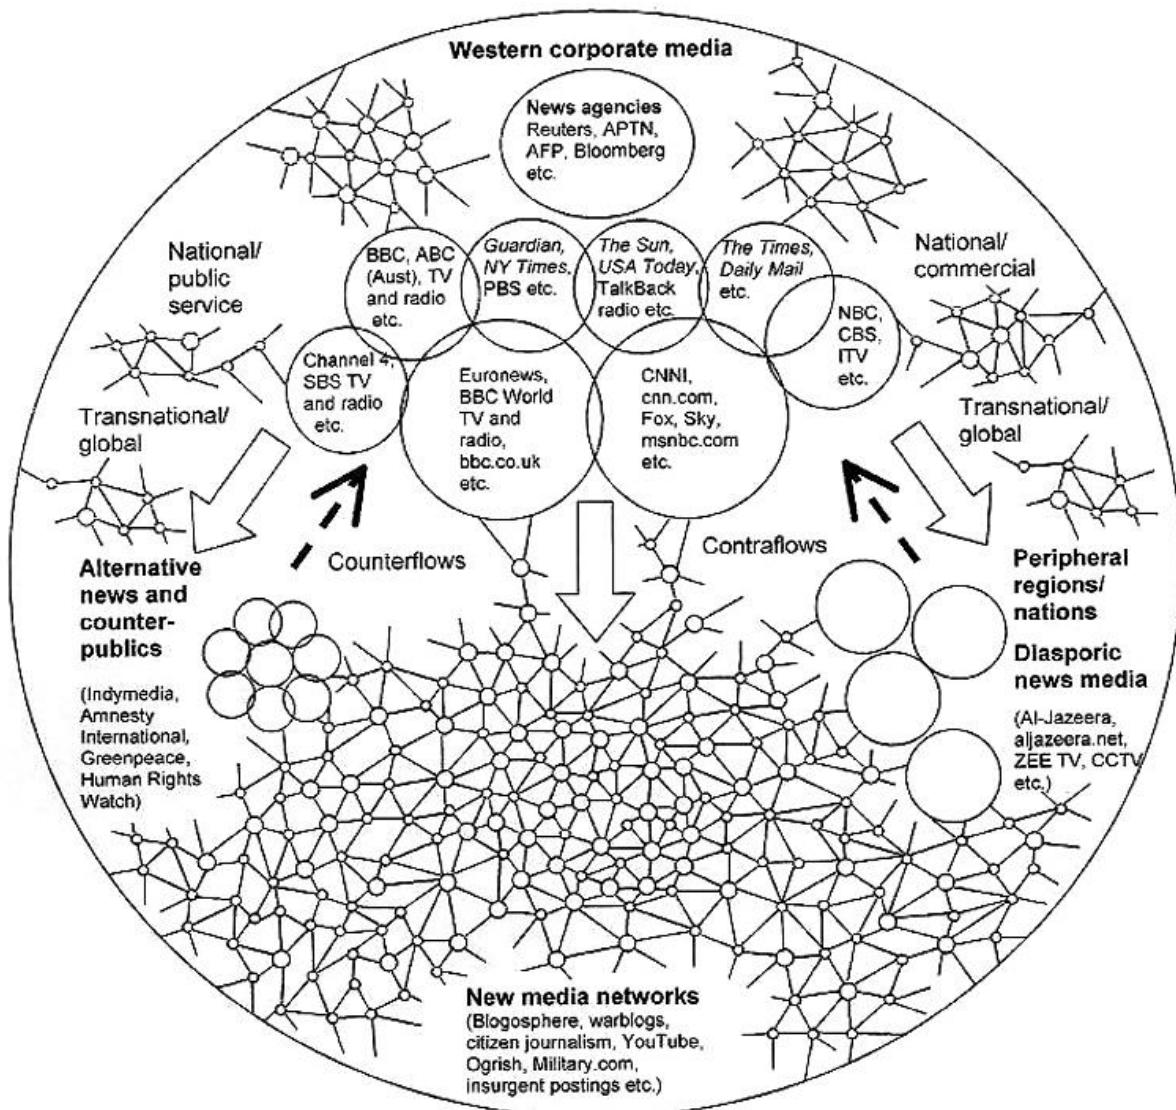 Western corporate media
News agencies
Reuters, APTN,
AFP, Bloomberg
etc.
National/
public
service
BBC, ABC
(Aust), TV
and radio
etc.
Guardian,
NY Times,
PBS etc.
The Sun,
USA Today,
TalkBack
radio etc.
The Times,
Daily Mail
etc.
National/
commercial
NBC,
CBS,
ITV
etc.
Channel 4,
SBS TV
and radio
etc.
Euronews,
BBC World
TV and
radio,
bbc.co.uk
etc.
CNNI,
cnn.com,
Fox, Sky,
msnbc.com
etc.
Transnational/
global
Transnational/
global
Counterflows
Contraflows
Alternative
news and
counter-
publics
(Indymedia,
Amnesty
International,
Greenpeace,
Human Rights
Watch)
Peripheral
regions/
nations
Diasporic
news media
(Al-Jazeera,
aljazeera.net,
ZEE TV, CCTV
etc.)
New media networks
(Blogosphere, warblogs,
citizen journalism, YouTube,
Ogrish, Military.com,
insurgent postings etc.)